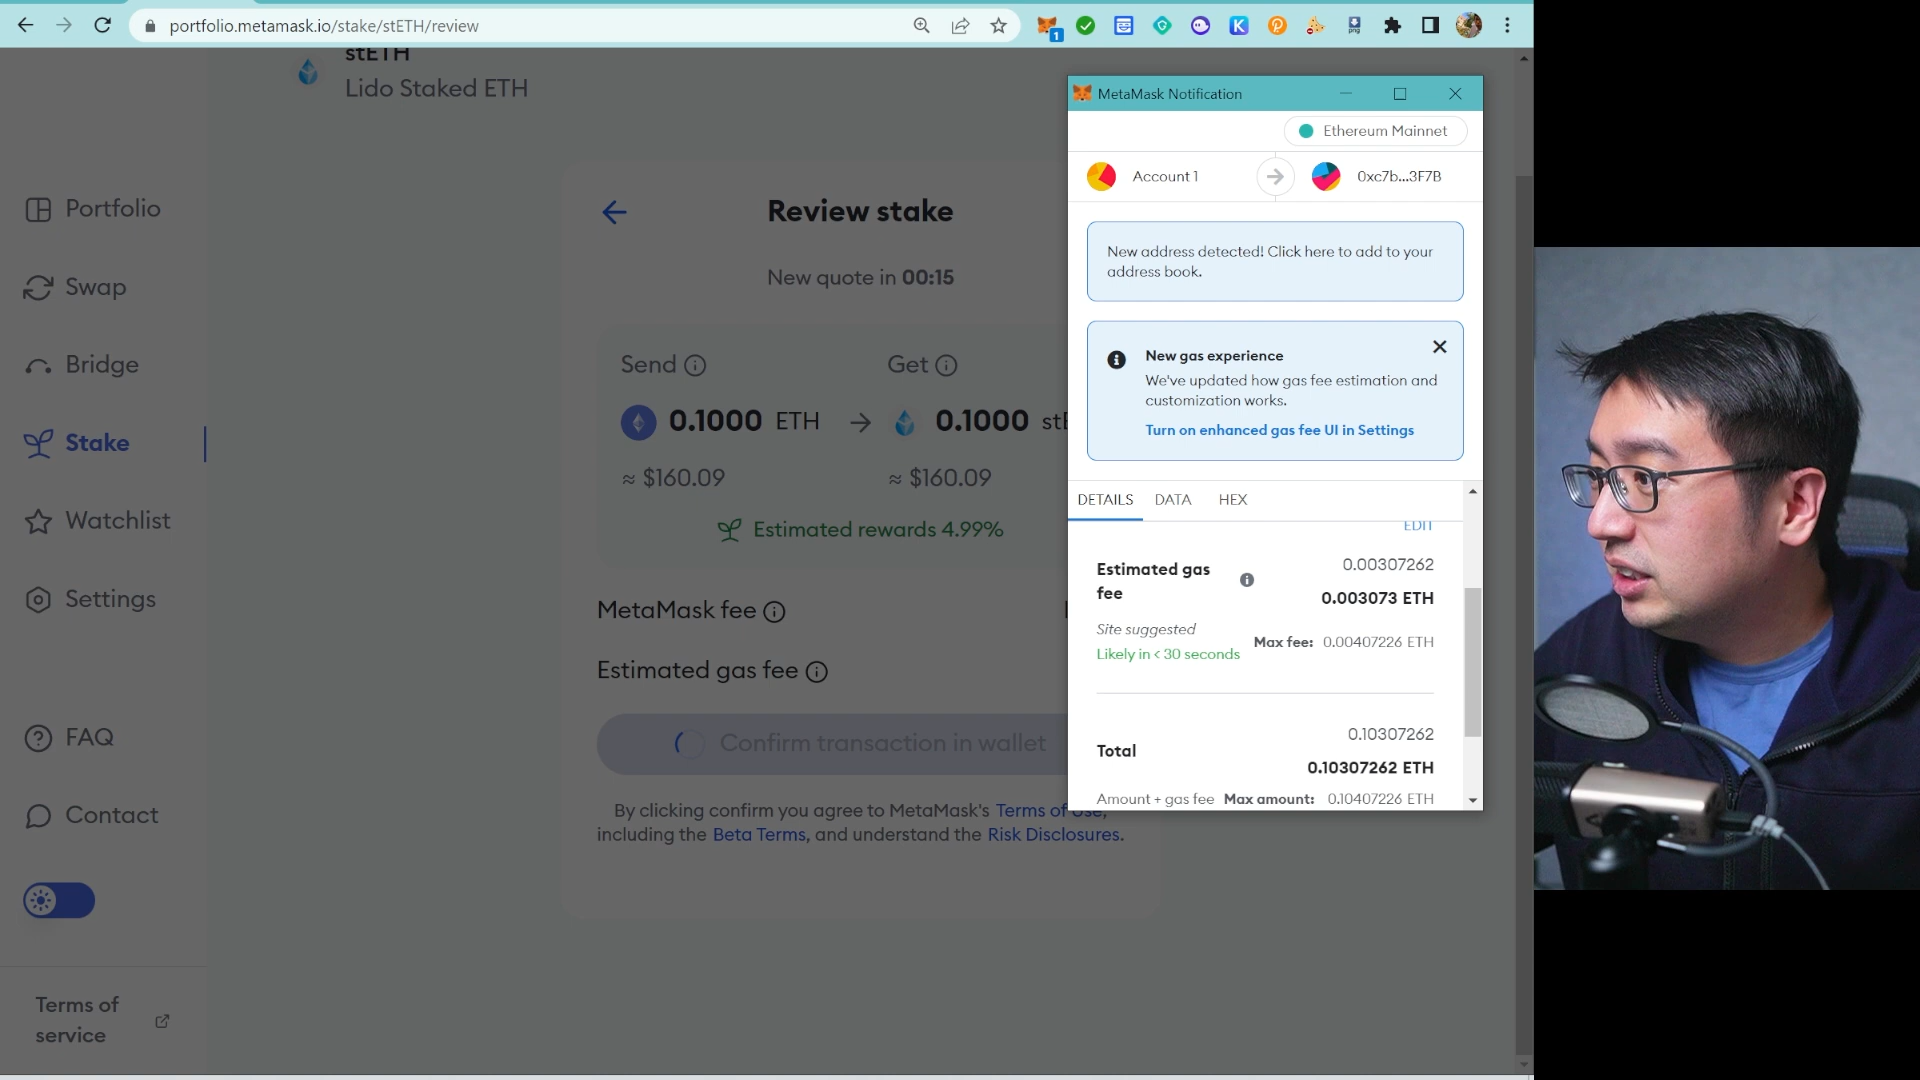 portfolio.metamask.io/stake/stETH/review
1
png
stETH
Lido Staked ETH
Portfolio
Swap
Bridge
Stake
Watchlist
Settings
FAQ
Contact
Terms of
service
Review stake
New quote in 00:15
Send
Get
0.1000 ETH
0.1000
≈ $160.09
≈ $160.09
Estimated rewards 4.99%
MetaMask fee
Estimated gas fee
Confirm transaction in wallet
By clicking confirm you agree to MetaMask's Terms of Use,
including the Beta Terms, and understand the Risk Disclosures.
MetaMask Notification
Ethereum Mainnet
Account 1
0xc7b...3F7B
New address detected! Click here to add to your
address book.
New gas experience
We've updated how gas fee estimation and
customization works.
Turn on enhanced gas fee UI in Settings
DETAILS
DATA
HEX
EDIT
Estimated gas
fee
0.00307262
0.003073 ETH
Site suggested
Likely in < 30 seconds
Max fee: 0.00407226 ETH
Total
0.10307262
0.10307262 ETH
Amount + gas fee
Max amount: 0.10407226 ETH